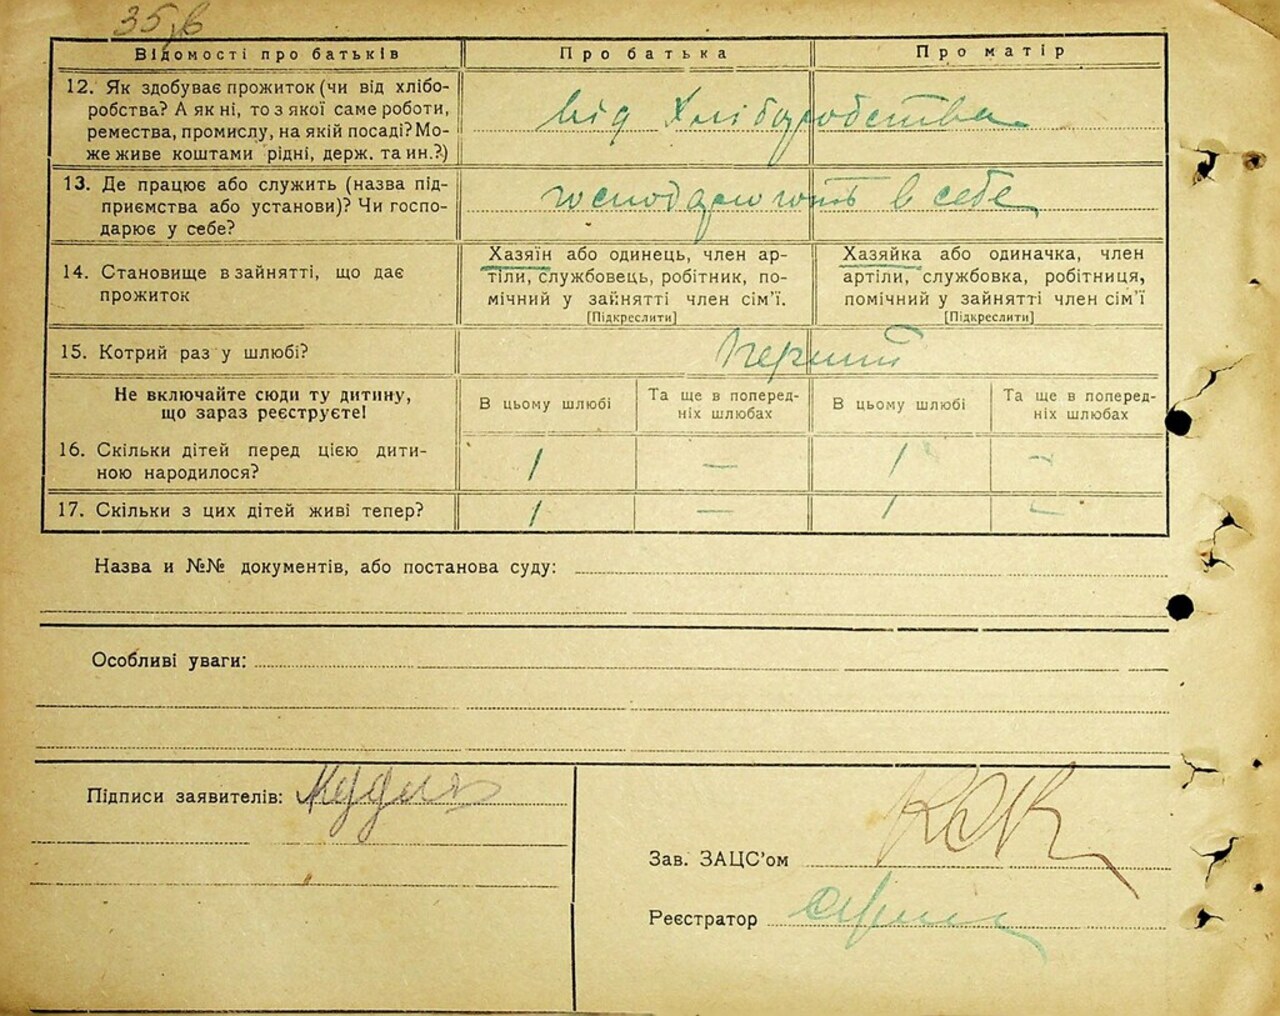 35
Відомості про батьків Про батька Про матір
12. Як здобуває прожиток (чи від хлібо-
робства? А як ні, то з якої саме роботи,
ремества, промислу, на якій посаді? Мо-
же живе коштами рідні, держ. та ин.?)
від Хліборобства
13. Де працює або служить (назва під-
приємства або установи)? Чи госпо-
дарює у себе?
господарюють в себе
14. Становище в зайнятті, що дає
прожиток
Хазяїн або одинець, член ар-
тіли, службовець, робітник, по-
мічний у зайнятті член сім'ї.
[Підкреслити]
Хазяйка або одиначка, член
артіли, службовка, робітниця,
помічний у зайнятті член сім'ї
[Підкреслити]
15. Котрий раз у шлюбі? Перший
Не включайте сюди ту дитину,
що зараз реєструєте!
В цьому шлюбі
Та ще в поперед-
ніх шлюбах
В цьому шлюбі
Та ще в поперед-
ніх шлюбах
16. Скільки дітей перед цією дити-
ною народилося?
1 — 1 —
17. Скільки з цих дітей живі тепер? 1 — 1 —
Назва и №№ документів, або постанова суду:
Особливі уваги:
Підписи заявителів:
Зав. ЗАЦС'ом
Реєстратор